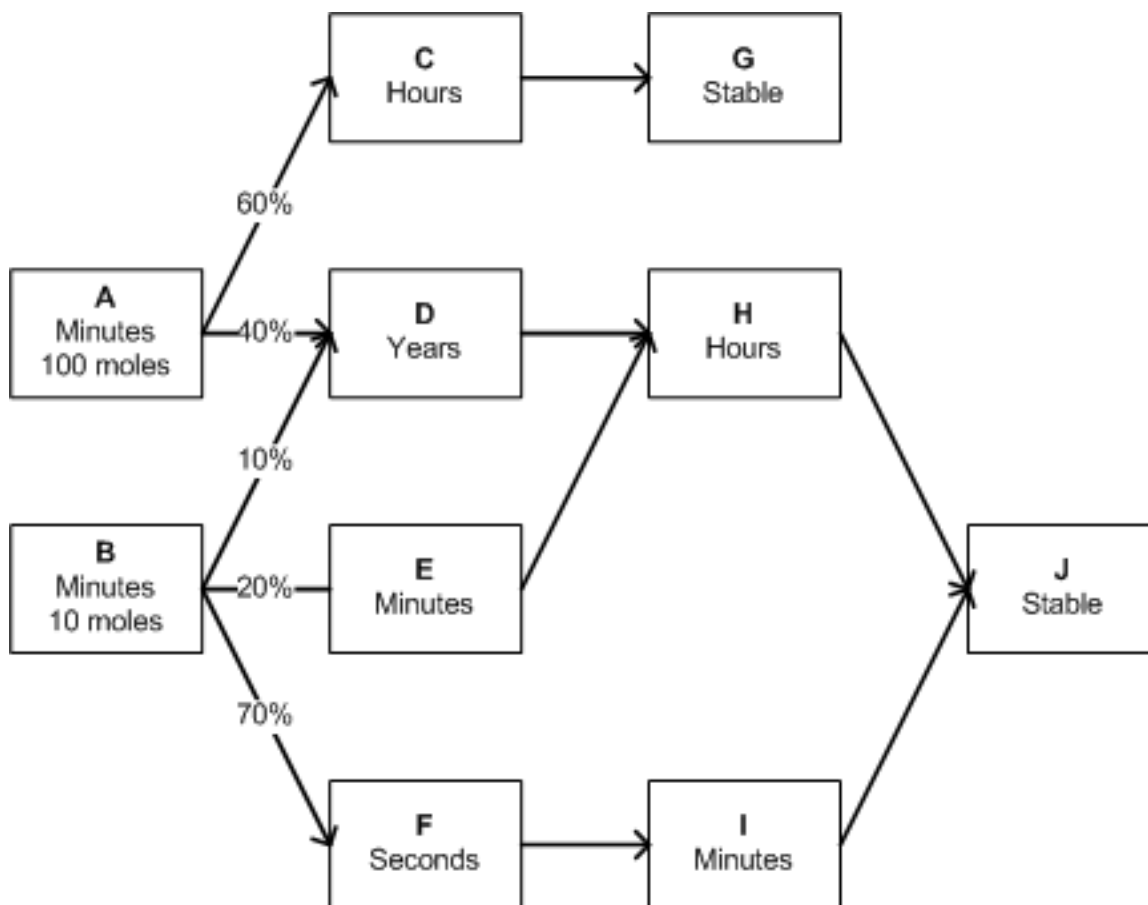 C
Hours
G
Stable
60%
A
Minutes
100 moles
40%
D
Years
H
Hours
10%
B
Minutes
10 moles
20%
E
Minutes
J
Stable
70%
F
Seconds
I
Minutes